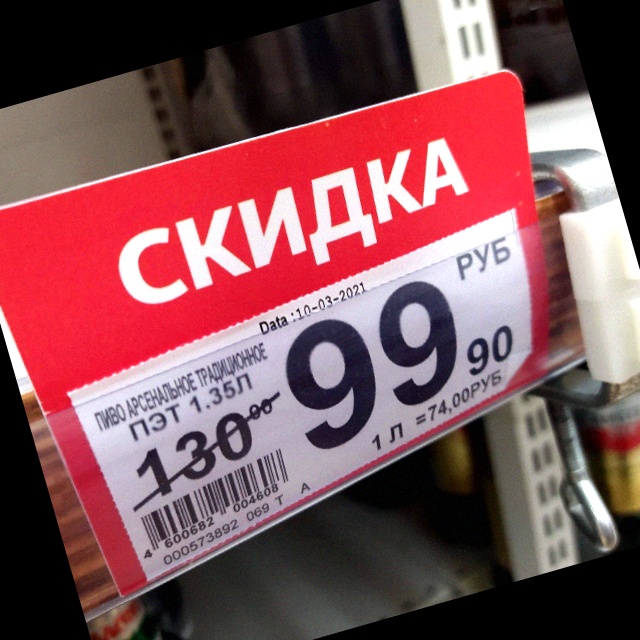 СКИДКА
Data :10-03-2021
ПИВО АРСЕНАЛЬНОЕ ТРАДИЦИОННОЕ
ПЭТ 1.35Л
130 00
99 90 РУБ
1 Л =74,00РУБ
4 600682 004608
000573892 069 Т А